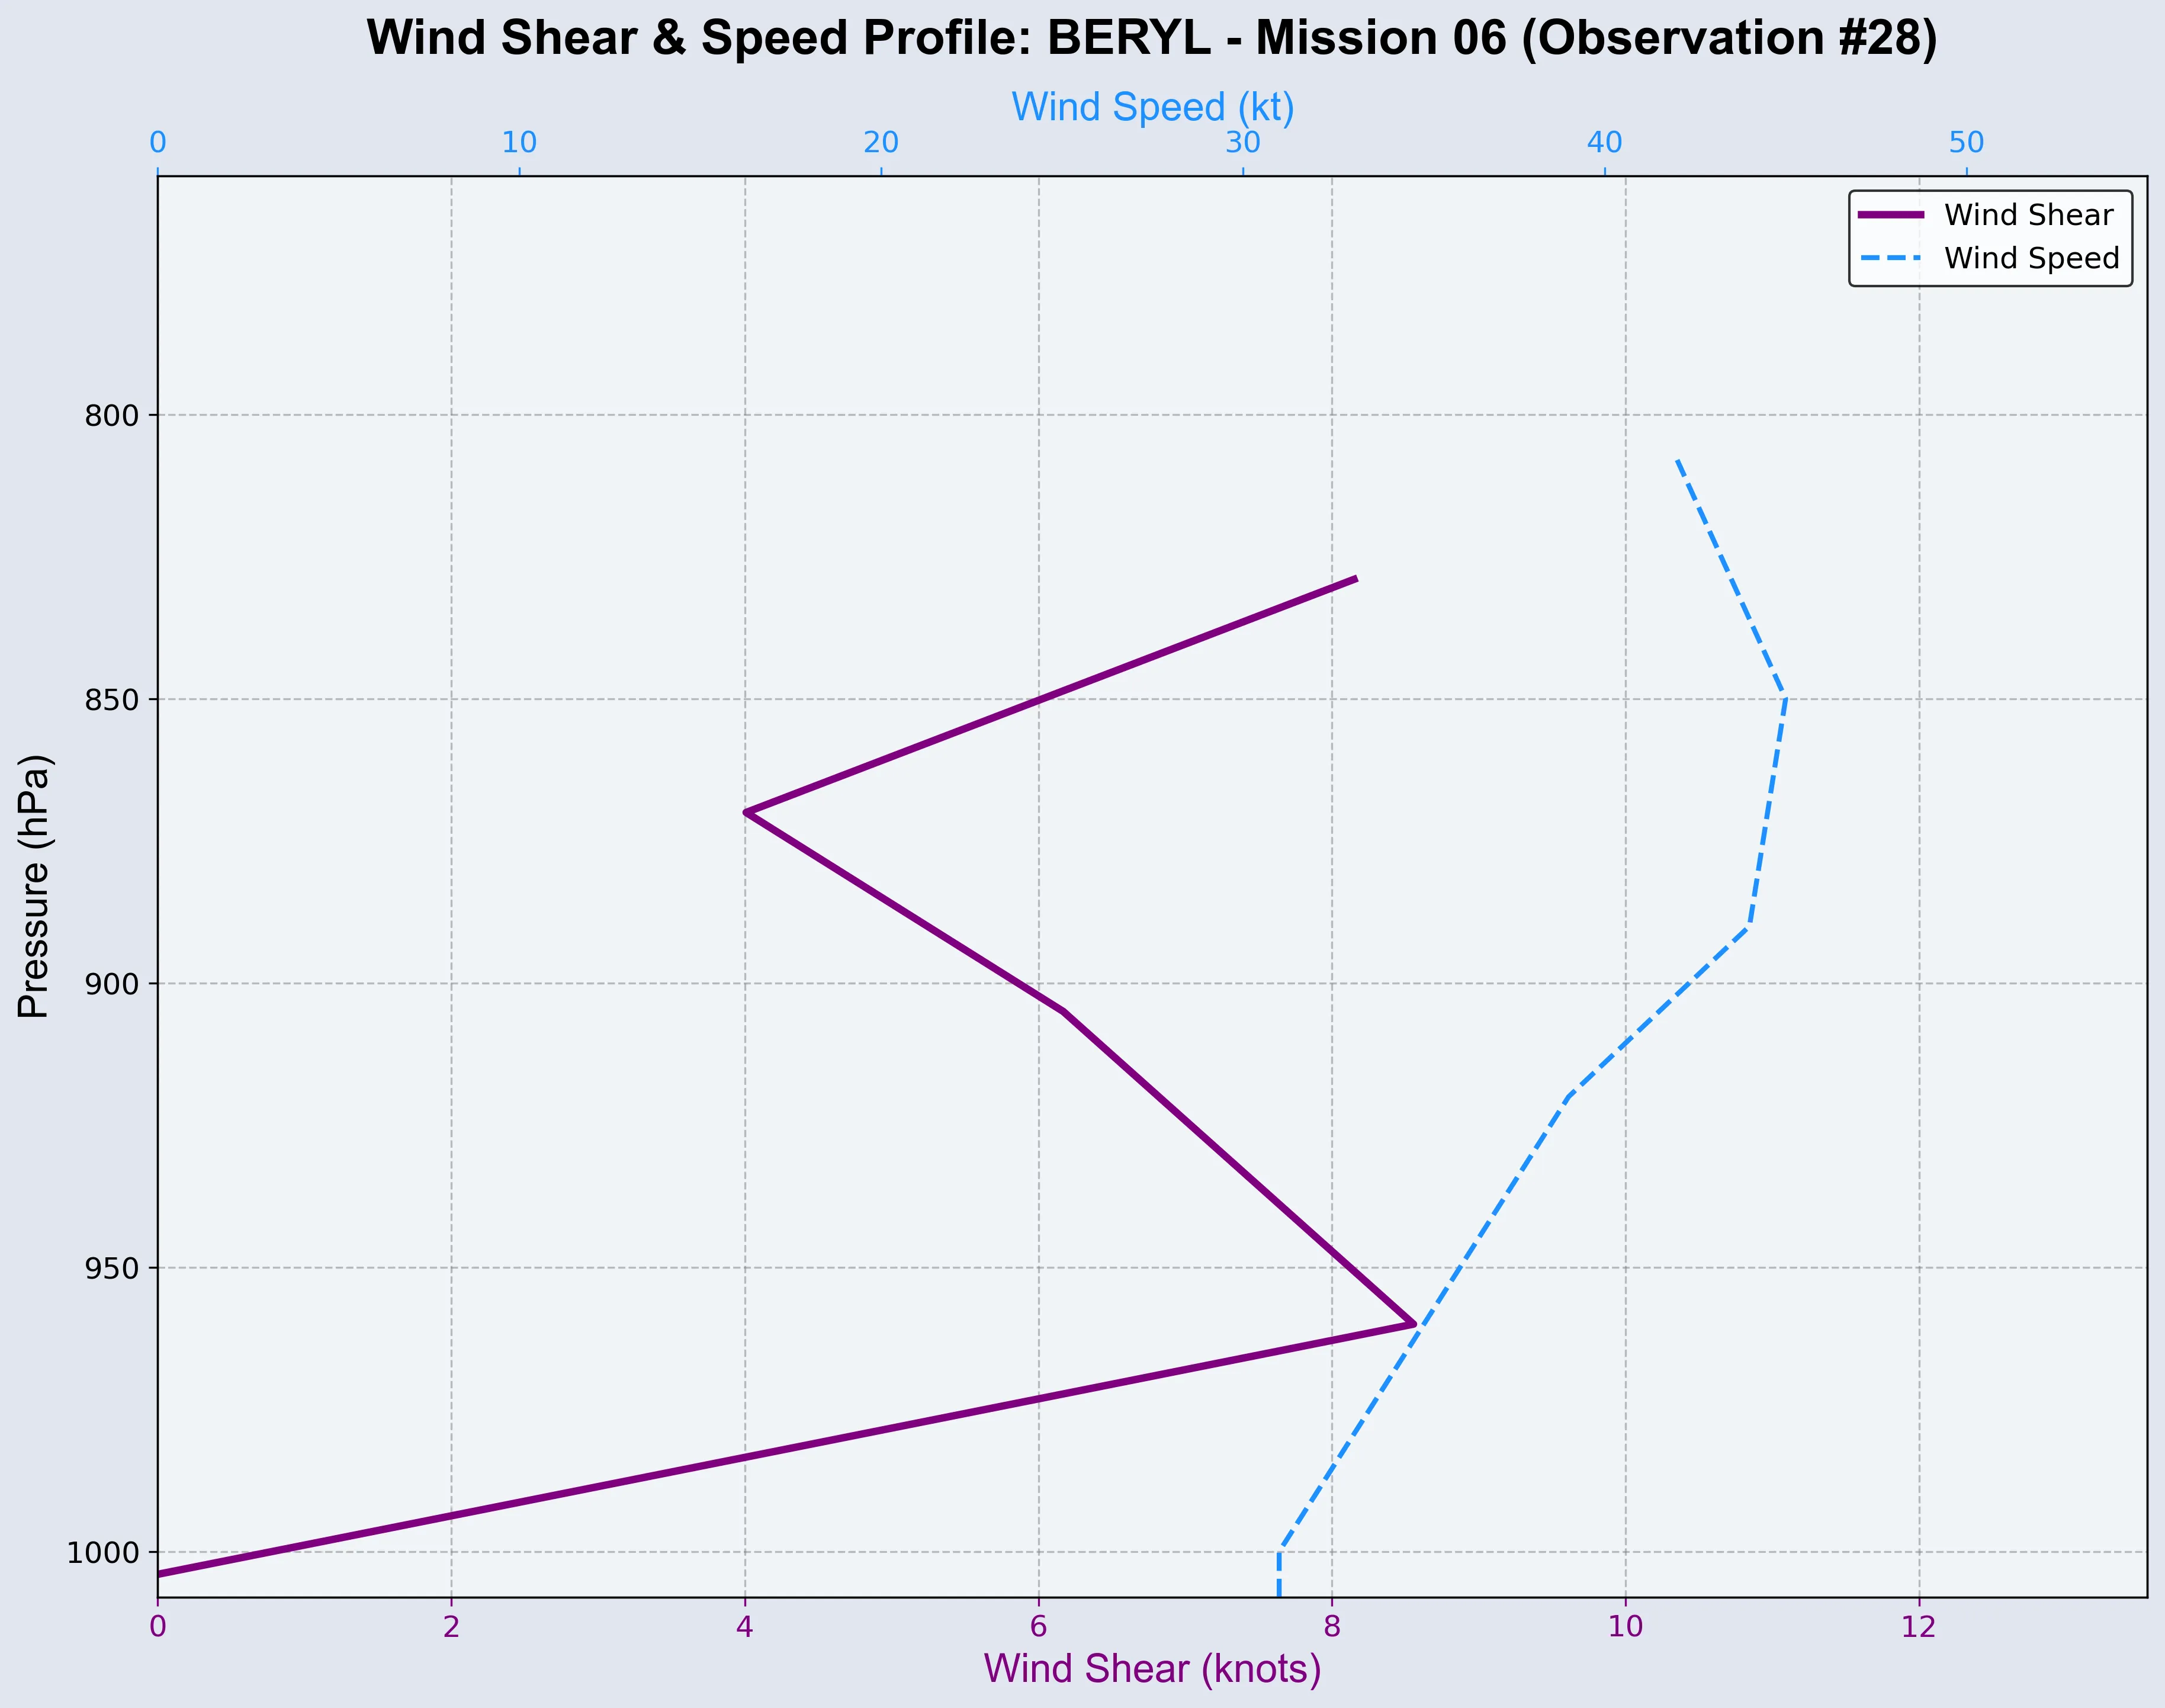 Wind Shear & Speed Profile: BERYL - Mission 06 (Observation #28)
Wind Speed (kt)
0 10 20 30 40 50
Wind Shear
Wind Speed
800
850
900
950
1000
Pressure (hPa)
0 2 4 6 8 10 12
Wind Shear (knots)